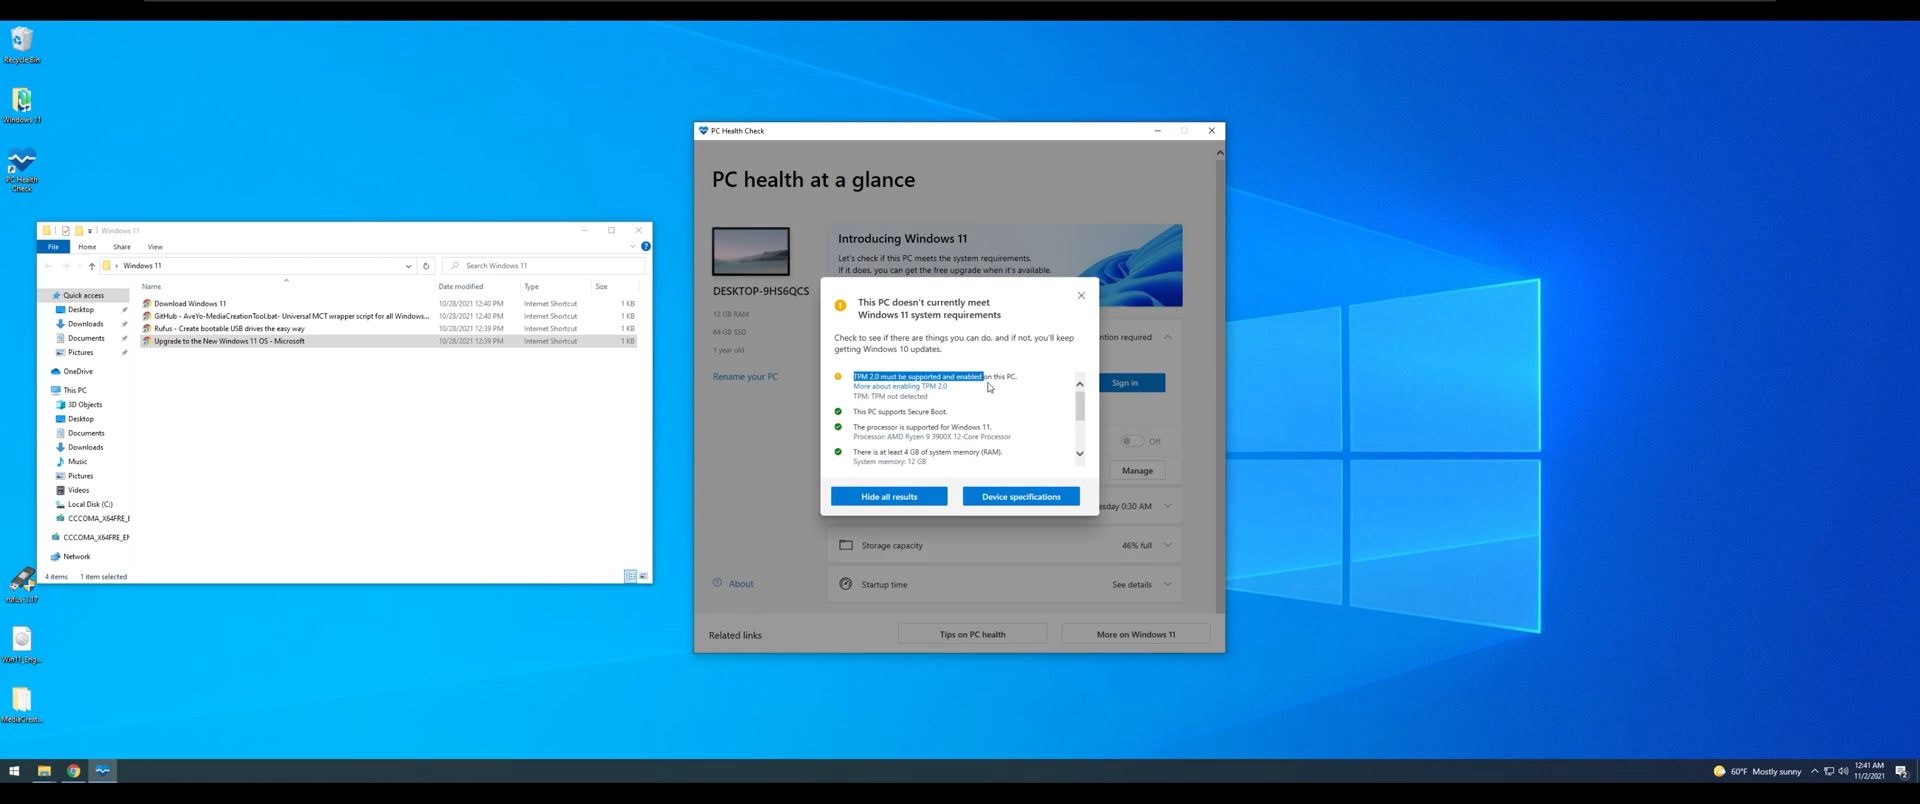 Recycle Bin
Windows 11
PC Health
Check
rufus-3.17
Win11_Eng...
MediaCreat...
Windows 11
File
Home
Share
View
Windows 11
Search Windows 11
Name
Date modified
Type
Size
Quick access
Desktop
Downloads
Documents
Pictures
OneDrive
This PC
3D Objects
Desktop
Documents
Downloads
Music
Pictures
Videos
Local Disk (C:)
CCCOMA_X64FRE_E
CCCOMA_X64FRE_EN
Network
Download Windows 11 10/28/2021 12:40 PM Internet Shortcut 1 KB
GitHub - AveYo-MediaCreationTool.bat- Universal MCT wrapper script for all Windows... 10/28/2021 12:40 PM Internet Shortcut 1 KB
Rufus - Create bootable USB drives the easy way 10/28/2021 12:39 PM Internet Shortcut 1 KB
Upgrade to the New Windows 11 OS - Microsoft 10/28/2021 12:39 PM Internet Shortcut 1 KB
4 items 1 item selected
PC Health Check
PC health at a glance
DESKTOP-9HS6QCS
12 GB RAM
64 GB SSD
1 year old
Rename your PC
About
Introducing Windows 11
Let's check if this PC meets the system requirements.
If it does, you can get the free upgrade when it's available.
This PC doesn't currently meet
Windows 11 system requirements
Check to see if there are things you can do, and if not, you'll keep
getting Windows 10 updates.
TPM 2.0 must be supported and enabled on this PC.
More about enabling TPM 2.0
TPM: TPM not detected
This PC supports Secure Boot.
The processor is supported for Windows 11.
Processor: AMD Ryzen 9 3900X 12-Core Processor
There is at least 4 GB of system memory (RAM).
System memory: 12 GB
Hide all results
Device specifications
ntion required
Sign in
Off
Manage
esday 0:30 AM
Storage capacity 46% full
Startup time See details
Related links
Tips on PC health
More on Windows 11
60°F Mostly sunny
12:41 AM
11/2/2021
2